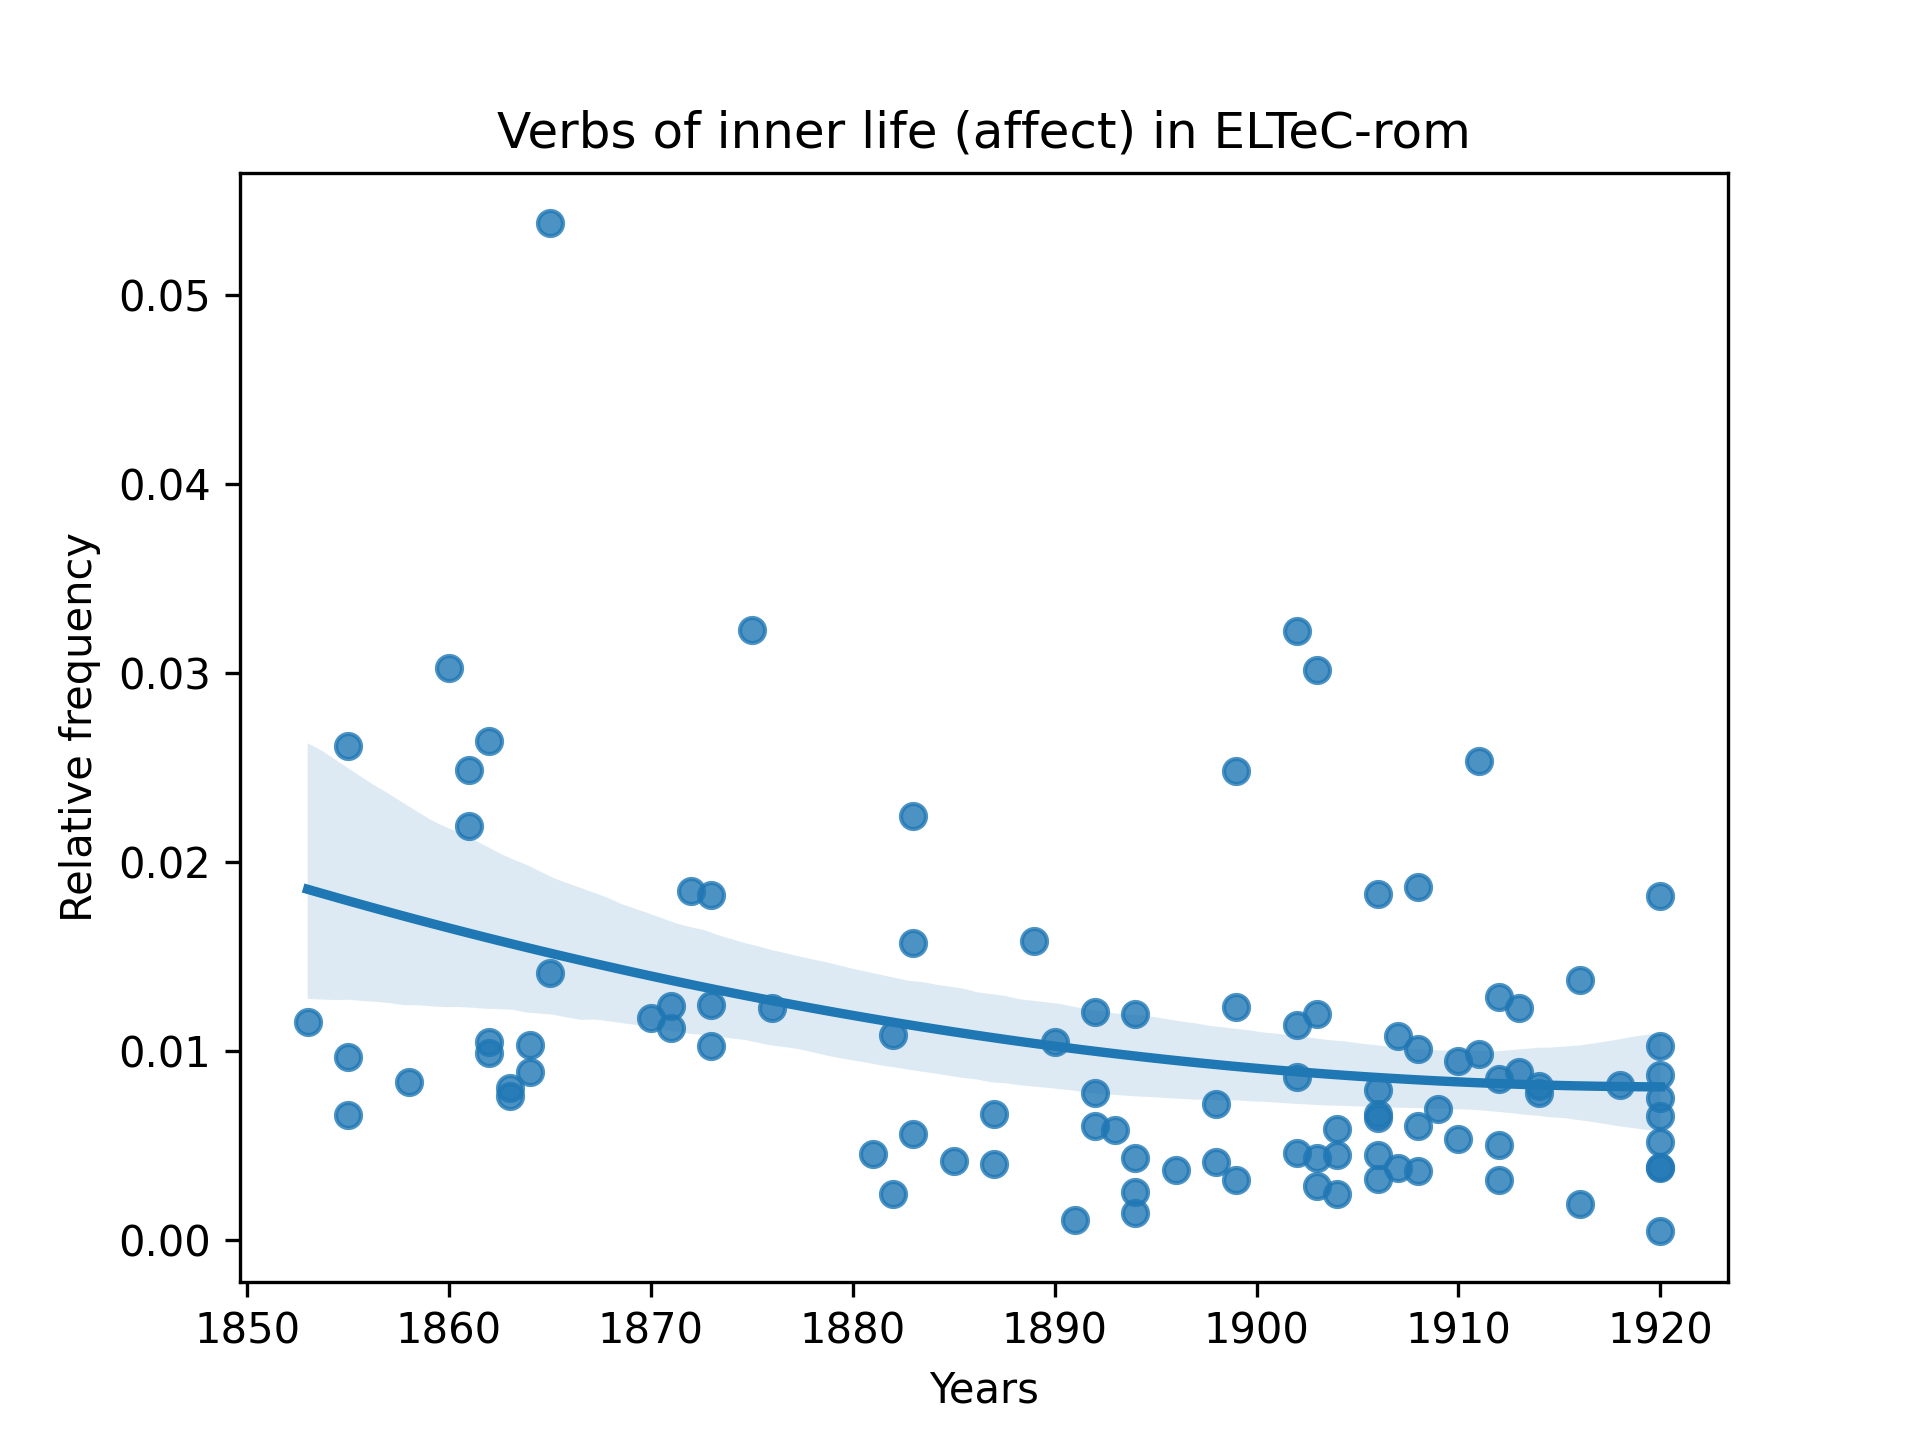 Verbs of inner life (affect) in ELTeC-rom
Relative frequency
0.05
0.04
0.03
0.02
0.01
0.00
1850 1860 1870 1880 1890 1900 1910 1920
Years